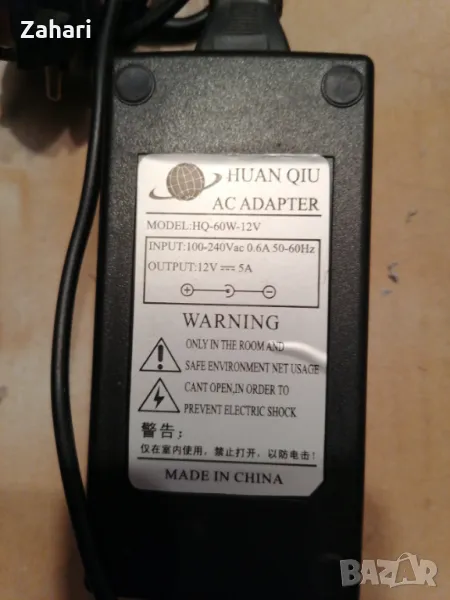 Zahari
HUAN QIU
AC ADAPTER
MODEL:HQ-60W-12V
INPUT:100-240Vac 0.6A 50-60Hz
OUTPUT:12V ⎓ 5A
WARNING
ONLY IN THE ROOM AND
SAFE ENVIRONMENT NET USAGE
CANT OPEN,IN ORDER TO
PREVENT ELECTRIC SHOCK
警告;
仅在室内使用, 禁止打开, 以防电击!
MADE IN CHINA
BAZAR
bg